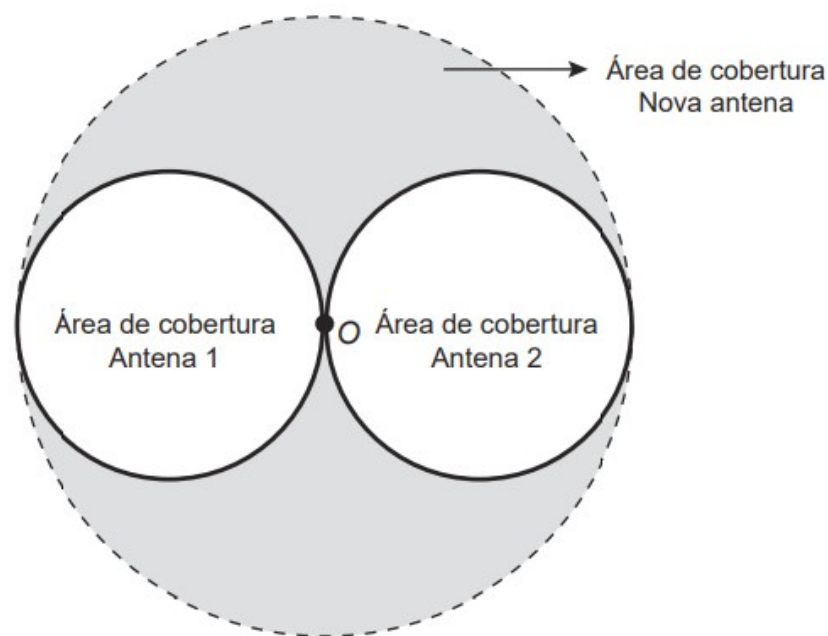 Área de cobertura
Nova antena
Área de cobertura
Antena 1
O
Área de cobertura
Antena 2